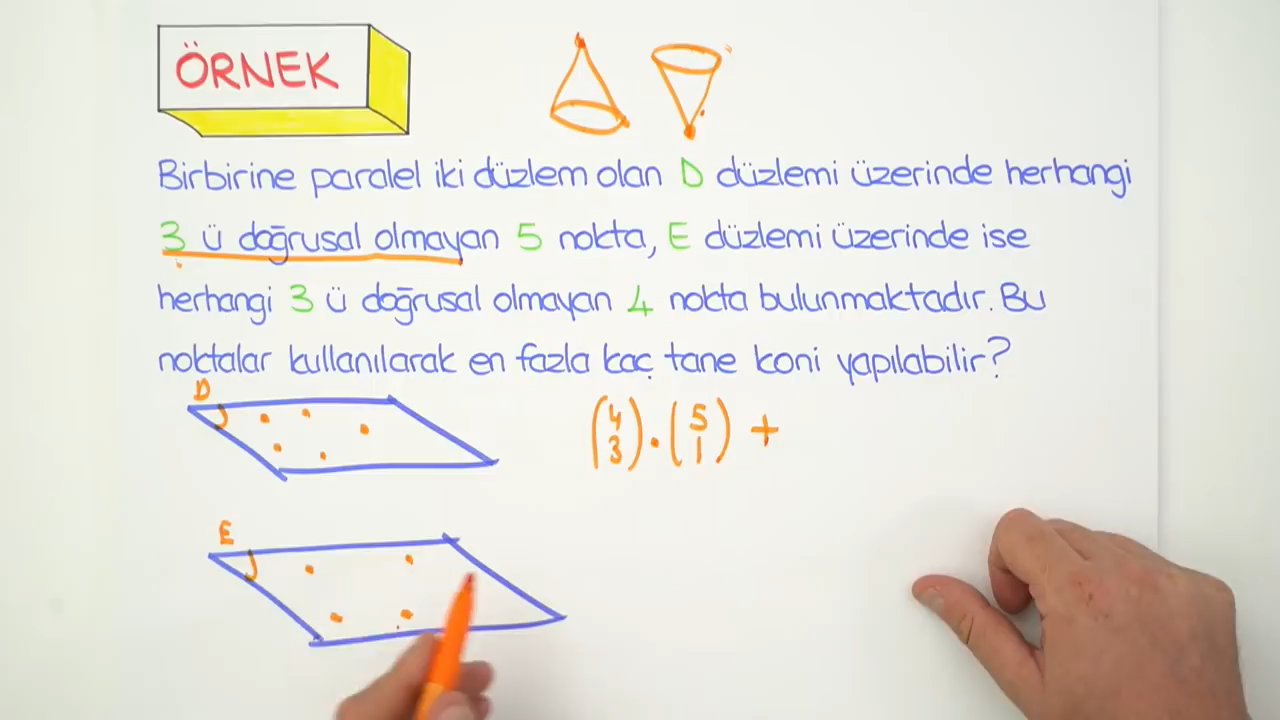 ÖRNEK
Birbirine paralel iki düzlem olan D düzlemi üzerinde herhangi
3 ü doğrusal olmayan 5 nokta, E düzlemi üzerinde ise
herhangi 3 ü doğrusal olmayan 4 nokta bulunmaktadır. Bu
noktalar kullanılarak en fazla kaç tane koni yapılabilir?
D
(4 3) . (5 1) +
E